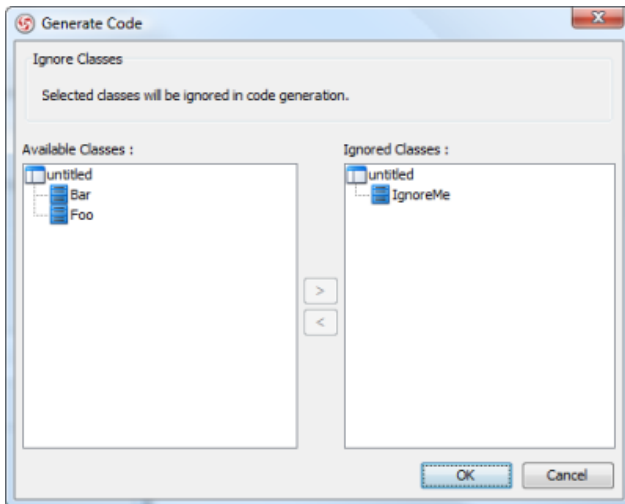 Generate Code
Ignore Classes
Selected classes will be ignored in code generation.
Available Classes :
untitled
Bar
Foo
>
<
Ignored Classes :
untitled
IgnoreMe
OK
Cancel